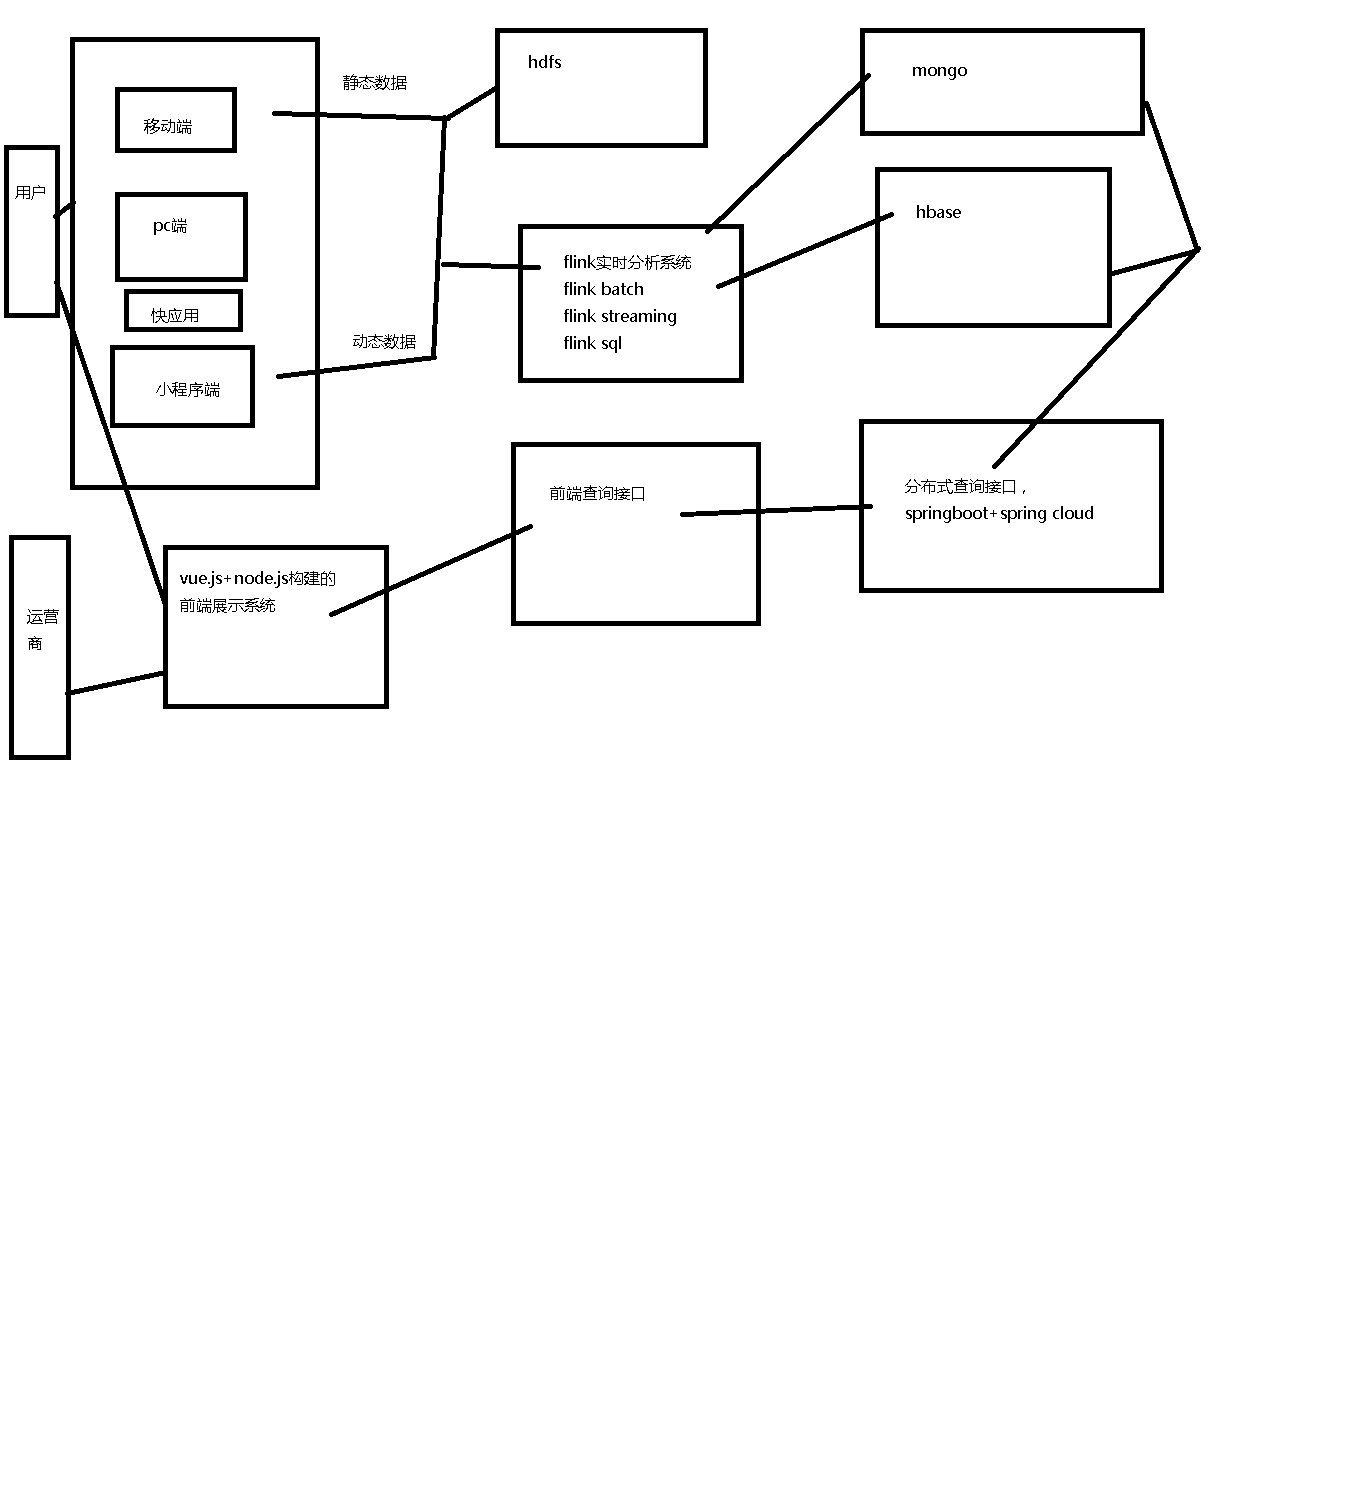 用户
移动端
pc端
快应用
小程序端
静态数据
动态数据
hdfs
flink实时分析系统
flink batch
flink streaming
flink sql
mongo
hbase
分布式查询接口，
springboot+spring cloud
前端查询接口
vue.js+node.js构建的
前端展示系统
运营
商